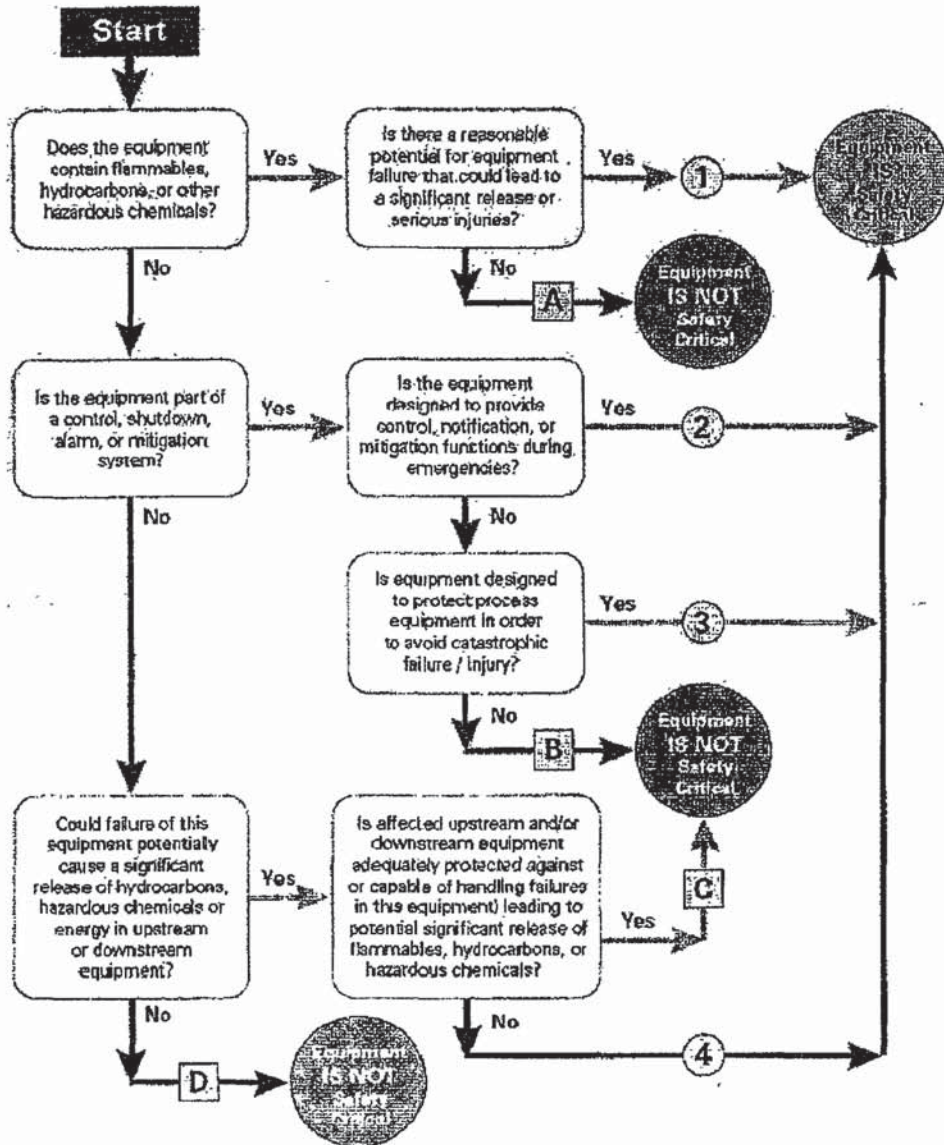 Start
Does the equipment
contain flammables,
hydrocarbons, or other
hazardous chemicals?
Yes
Is there a reasonable
potential for equipment
failure that could lead to
a significant release or
serious injuries?
Yes
1
Equipment
IS
Safety
Critical
No
No
A
Equipment
IS NOT
Safety
Critical
Is the equipment part of
a control, shutdown,
alarm, or mitigation
system?
Yes
Is the equipment
designed to provide
control, notification, or
mitigation functions during
emergencies?
Yes
2
No
No
Is equipment designed
to protect process
equipment in order
to avoid catastrophic
failure / injury?
Yes
3
No
B
Equipment
IS NOT
Safety
Critical
Could failure of this
equipment potentialy
cause a significant
release of hydrocarbons,
hazardous chemicals or
energy in upstream
or downstream
equipment?
Yes
Is affected upstream and/or
downstream equipment
adequately protected against
or capable of handling failures
in this equipment) leading to
potential significant release of
flammables, hydrocarbons, or
hazardous chemicals?
Yes
C
No
D
Equipment
IS NOT
Safety
Critical
No
4